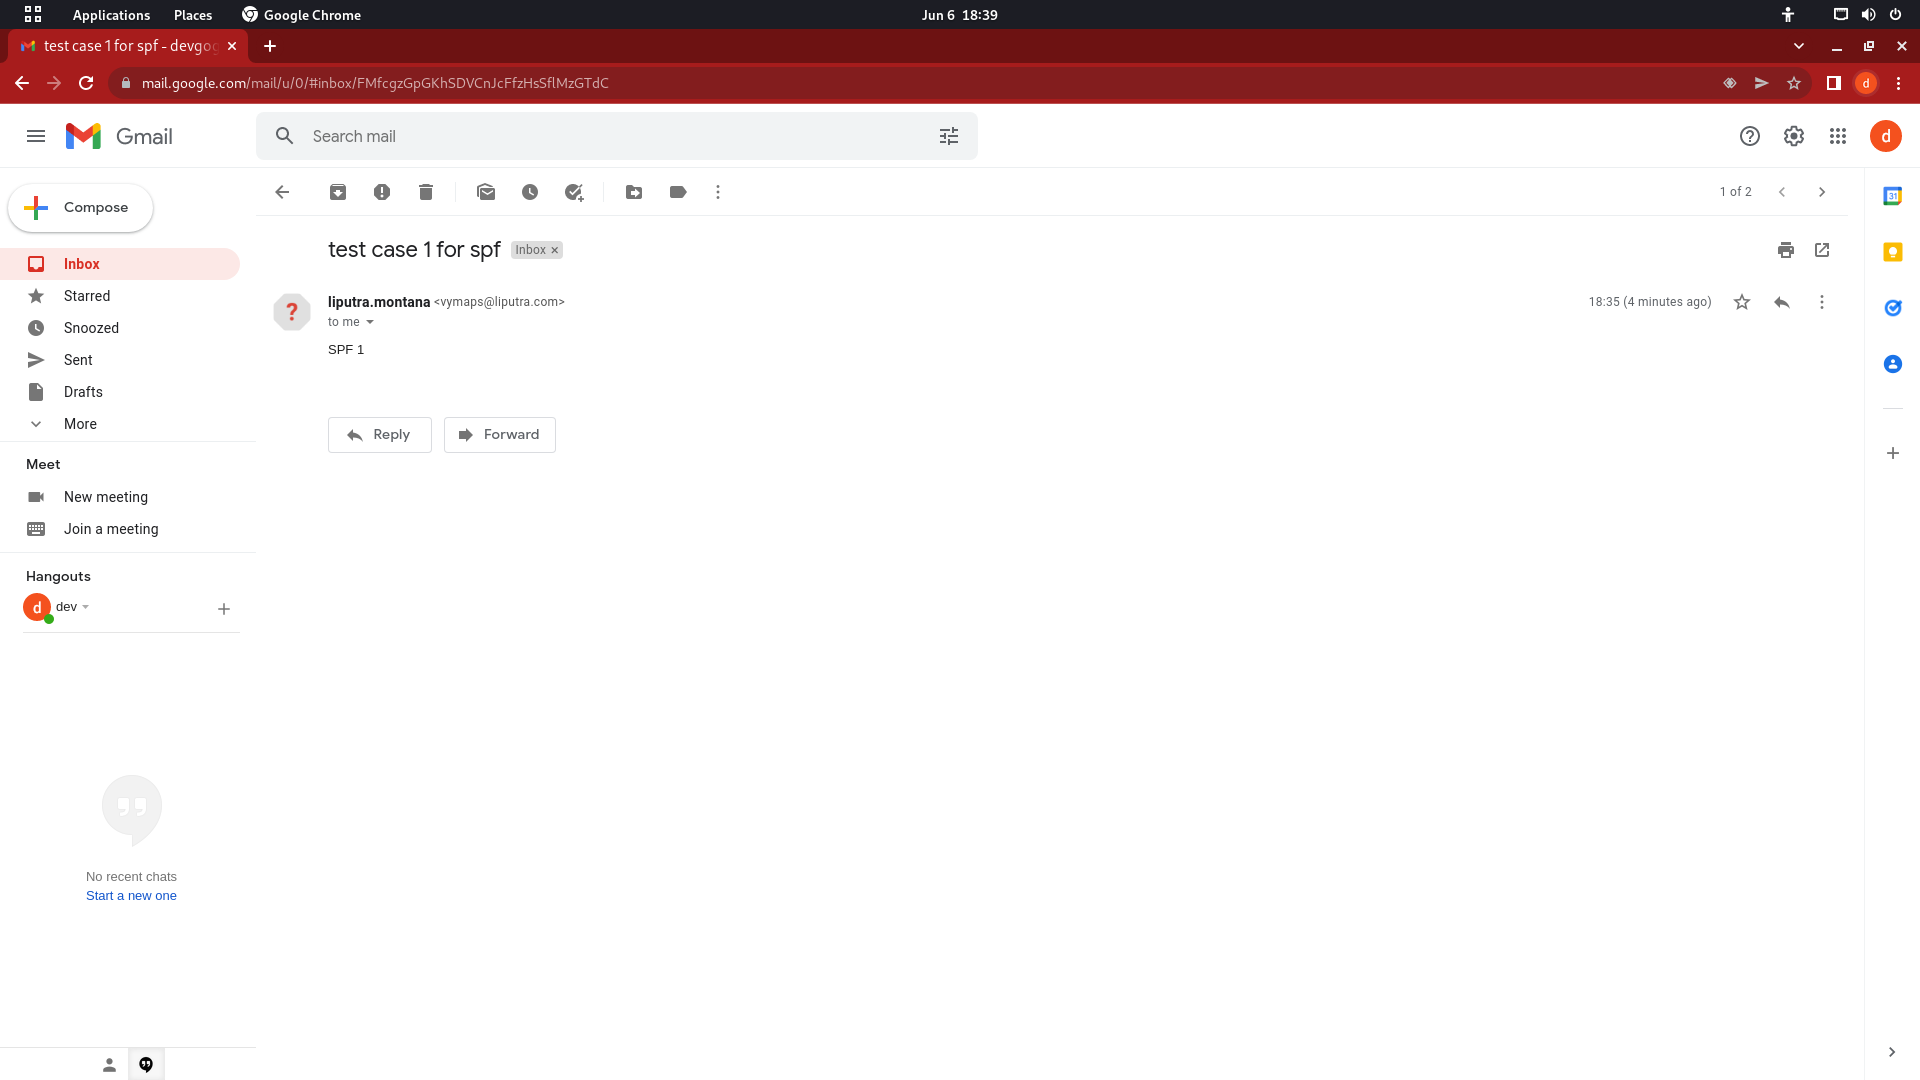 Applications Places Google Chrome Jun 6 18:39
test case 1 for spf - devgog
mail.google.com/mail/u/0/#inbox/FMfcgzGpGKhSDVCnJcFfzHsSflMzGTdC d
Gmail Search mail d
Compose 1 of 2
31
test case 1 for spf Inbox ×
Inbox
Starred
liputra.montana <vymaps@liputra.com> 18:35 (4 minutes ago)
?
to me
Snoozed
SPF 1
Sent
Drafts
More
Reply Forward
Meet
New meeting
Join a meeting
Hangouts
d dev
No recent chats
Start a new one